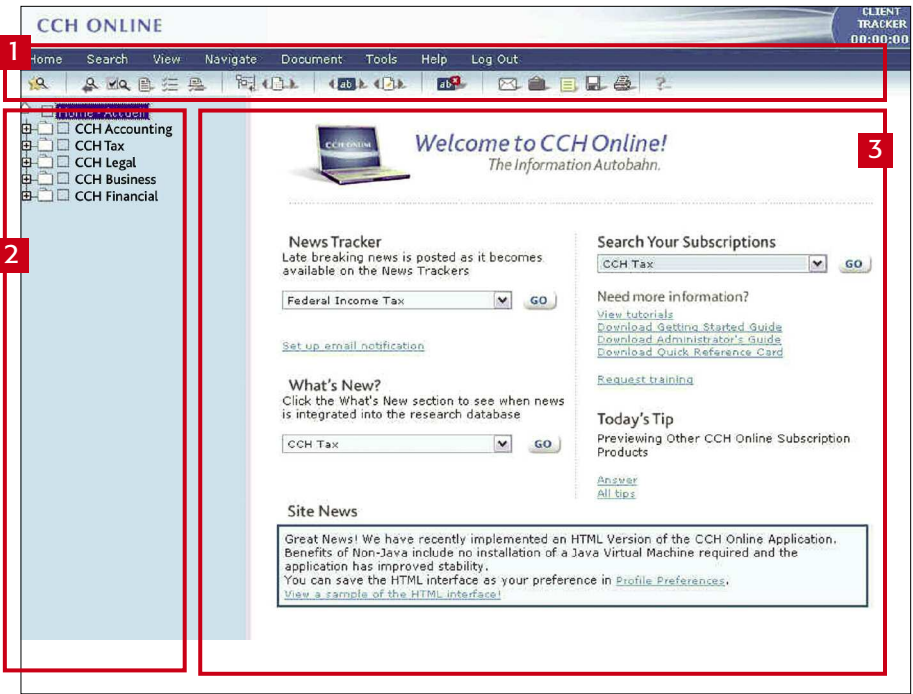 CCH ONLINE
CLIENT
TRACKER
00:00:00
1
Home Search View Navigate Document Tools Help Log Out
Home - Accueil
CCH Accounting
CCH Tax
CCH Legal
CCH Business
CCH Financial
2
CCH ONLINE
Welcome to CCH Online!
The Information Autobahn.
3
News Tracker
Late breaking news is posted as it becomes
available on the News Trackers
Federal Income Tax GO
Set up email notification
What's New?
Click the What's New section to see when news
is integrated into the research database
CCH Tax GO
Search Your Subscriptions
CCH Tax GO
Need more information?
View tutorials
Download Getting Started Guide
Download Administrator's Guide
Download Quick Reference Card
Request training
Today's Tip
Previewing Other CCH Online Subscription
Products
Answer
All tips
Site News
Great News! We have recently implemented an HTML Version of the CCH Online Application.
Benefits of Non-Java include no installation of a Java Virtual Machine required and the
application has improved stability.
You can save the HTML interface as your preference in Profile Preferences.
View a sample of the HTML interface!